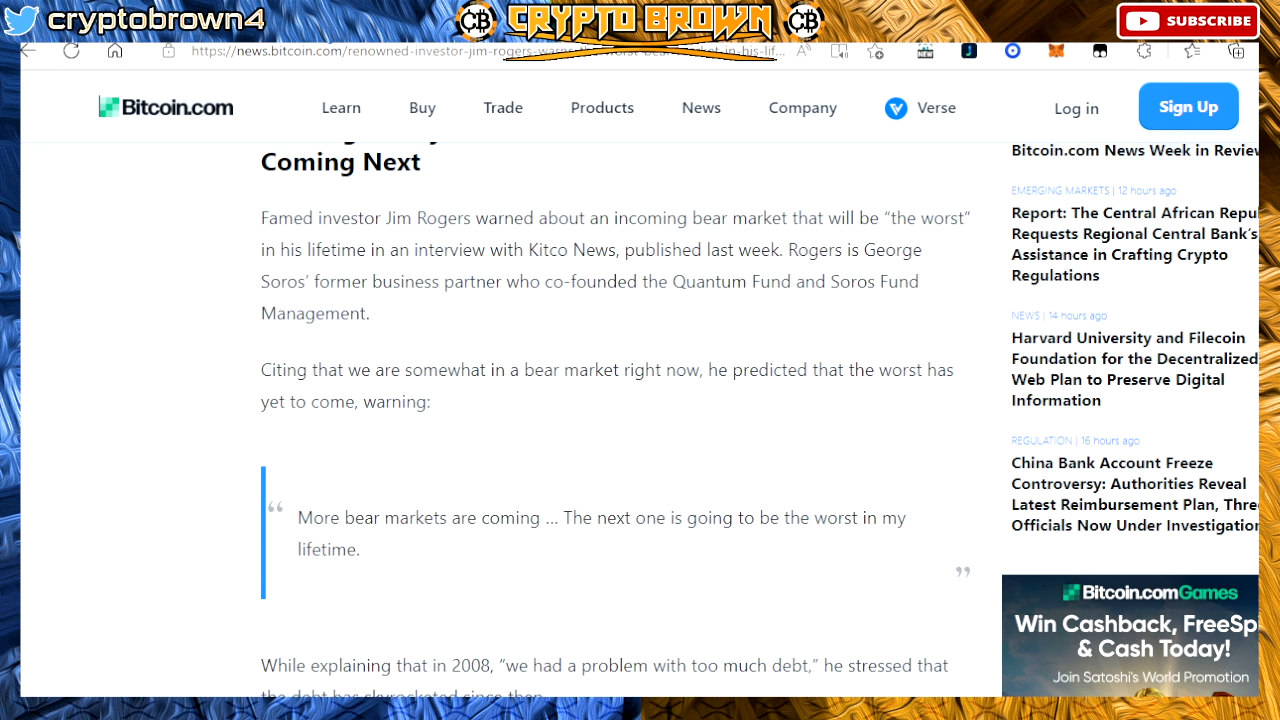 cryptobrown4
CB
CRYPTO BROWN
CB
SUBSCRIBE
https://news.bitcoin.com/renowned-investor-jim-rogers-warns
Bitcoin.com
Learn
Buy
Trade
Products
News
Company
Verse
Log in
Sign Up
Coming Next
Famed investor Jim Rogers warned about an incoming bear market that will be “the worst”
in his lifetime in an interview with Kitco News, published last week. Rogers is George
Soros’ former business partner who co-founded the Quantum Fund and Soros Fund
Management.
Citing that we are somewhat in a bear market right now, he predicted that the worst has
yet to come, warning:
“
More bear markets are coming … The next one is going to be the worst in my
lifetime.
”
While explaining that in 2008, “we had a problem with too much debt,” he stressed that
the debt has skyrocketed since then
Bitcoin.com News Week in Review
EMERGING MARKETS | 12 hours ago
Report: The Central African Repu
Requests Regional Central Bank’s
Assistance in Crafting Crypto
Regulations
NEWS | 14 hours ago
Harvard University and Filecoin
Foundation for the Decentralized
Web Plan to Preserve Digital
Information
REGULATION | 16 hours ago
China Bank Account Freeze
Controversy: Authorities Reveal
Latest Reimbursement Plan, Thre
Officials Now Under Investigation
Bitcoin.comGames
Win Cashback, FreeSp
& Cash Today!
Join Satoshi's World Promotion